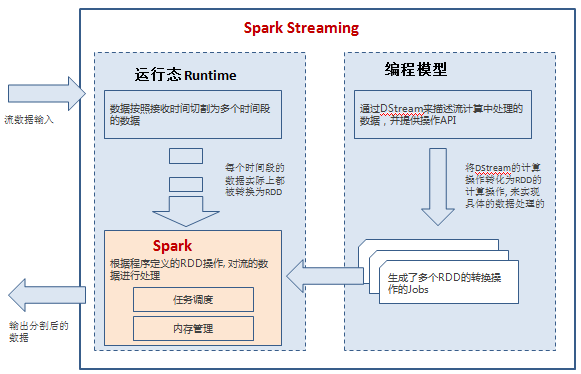 Spark Streaming
运行态 Runtime
数据按照接收时间切割为多个时间段
的数据
流数据输入
每个时间段的
数据实际上都
被转换为RDD
Spark
根据程序定义的RDD操作, 对流的数
据进行处理
任务调度
内存管理
输出分割后的
数据
编程模型
通过DStream来描述流计算中处理的
数据，并提供操作API
将DStream的计算
操作转化为RDD的
计算操作, 来实现
具体的数据处理的
生成了多个RDD的转换操
作的Jobs